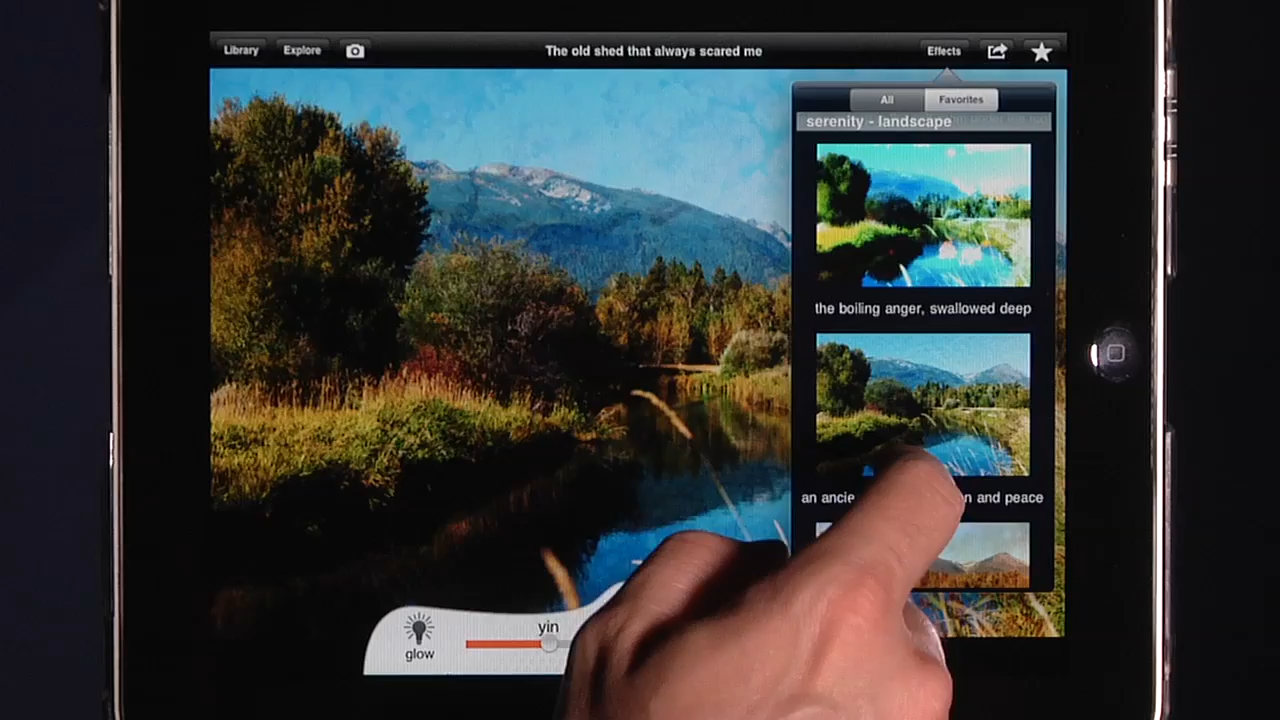 Library
Explore
The old shed that always scared me
Effects
All
Favorites
serenity - landscape
the boiling anger, swallowed deep
an ancie
and peace
yin
glow